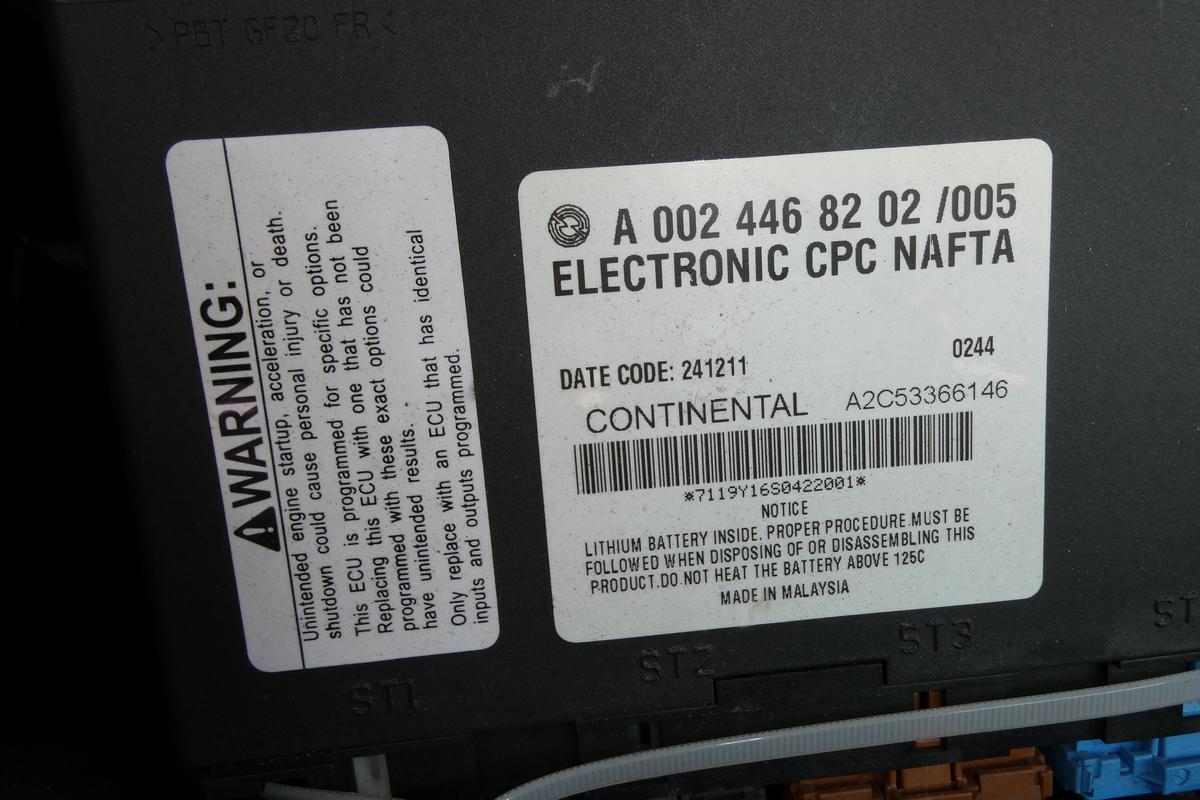 >PBT GF20 FR<
WARNING:
Unintended engine startup, acceleration, or
shutdown could cause personal injury or death.
This ECU is programmed for specific options.
Replacing this ECU with one that has not been
programmed with these exact options could
have unintended results.
Only replace with an ECU that has identical
inputs and outputs programmed.
A 002 446 82 02 /005
ELECTRONIC CPC NAFTA
0244
DATE CODE: 241211
CONTINENTAL A2C53366146
*7119Y16S0422001*
NOTICE
LITHIUM BATTERY INSIDE. PROPER PROCEDURE MUST BE
FOLLOWED WHEN DISPOSING OF OR DISASSEMBLING THIS
PRODUCT.DO NOT HEAT THE BATTERY ABOVE 125C
MADE IN MALAYSIA
ST1
ST2
ST3
ST